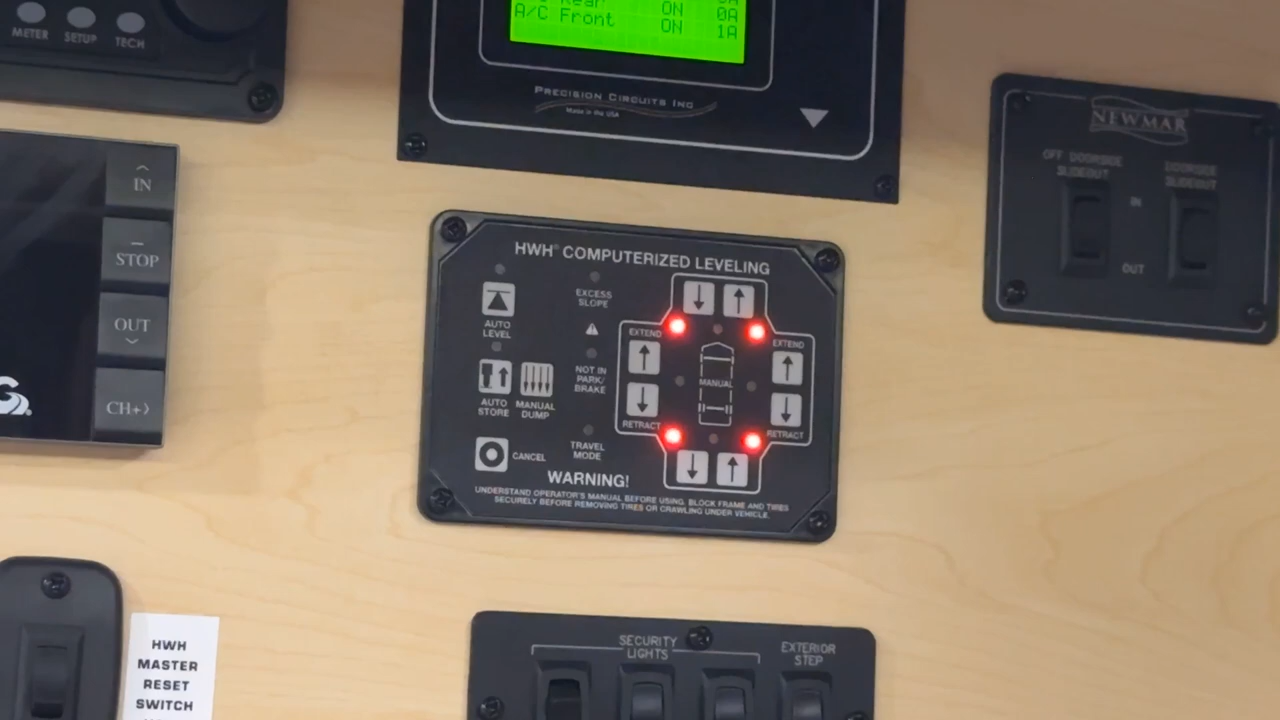 METER SETUP TECH
A/C Rear ON 0A
A/C Front ON 1A
PRECISION CIRCUITS INC
Made in the USA
NEWMAR
OFF DOORSIDE
SLIDEOUT
DOORSIDE
SLIDEOUT
IN
OUT
IN
STOP
OUT
CH+
HWH® COMPUTERIZED LEVELING
AUTO
LEVEL
EXCESS
SLOPE
AUTO
STORE
MANUAL
DUMP
NOT IN
PARK/
BRAKE
CANCEL
TRAVEL
MODE
EXTEND
EXTEND
MANUAL
RETRACT
RETRACT
WARNING!
UNDERSTAND OPERATOR'S MANUAL BEFORE USING. BLOCK FRAME AND TIRES
SECURELY BEFORE REMOVING TIRES OR CRAWLING UNDER VEHICLE.
HWH
MASTER
RESET
SWITCH
SECURITY
LIGHTS
EXTERIOR
STEP